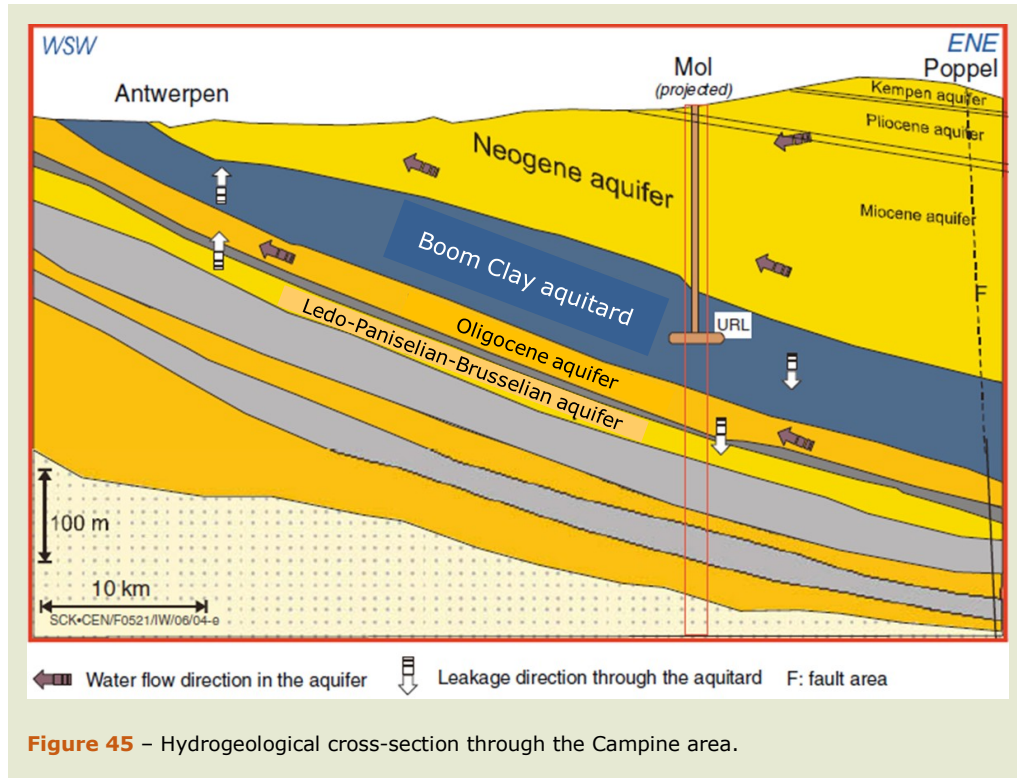 WSW
ENE
Antwerpen
Mol
(projected)
Poppel
Kempen aquifer
Pliocene aquifer
Neogene aquifer
Miocene aquifer
Boom Clay aquitard
F
URL
Oligocene aquifer
Ledo-Paniselian-Brusselian aquifer
100 m
10 km
SCK•CEN/F0521/IW/06/04-e
Water flow direction in the aquifer
Leakage direction through the aquitard
F: fault area
Figure 45 – Hydrogeological cross-section through the Campine area.